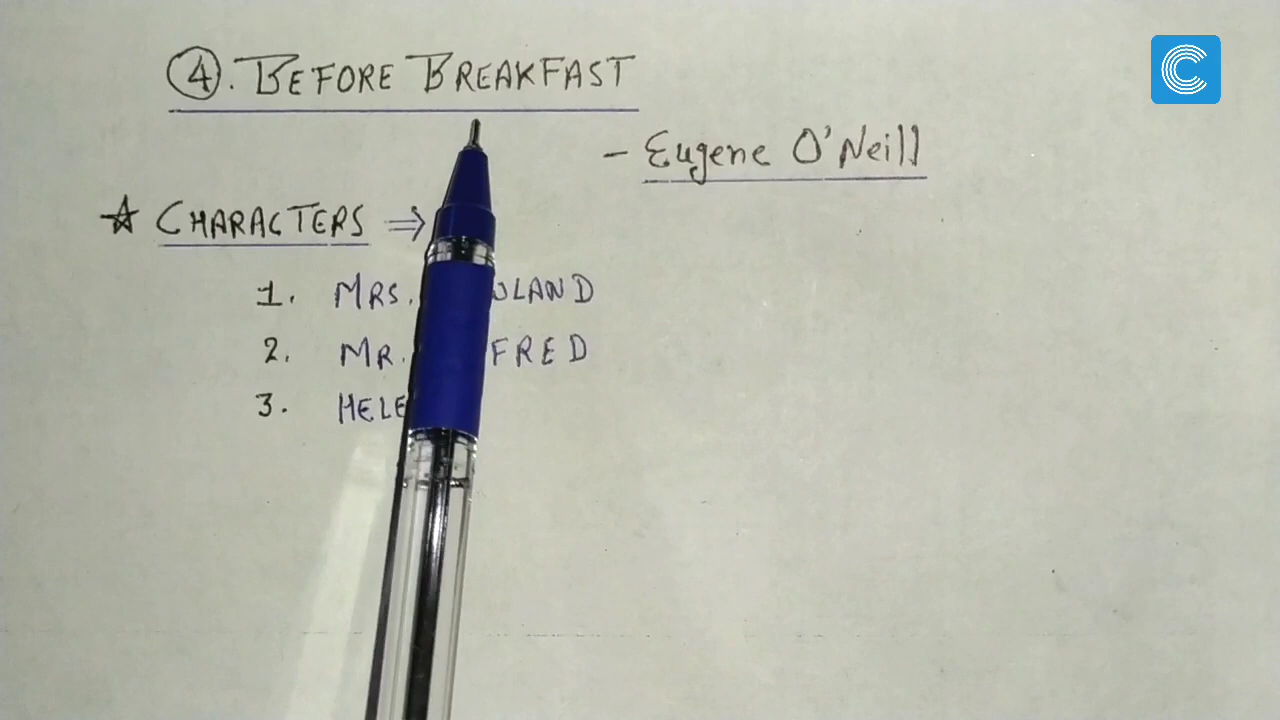 4. BEFORE BREAKFAST
- Eugene O'Neill
☆ CHARACTERS ⇒
1. MRS.
2. MR.
3.